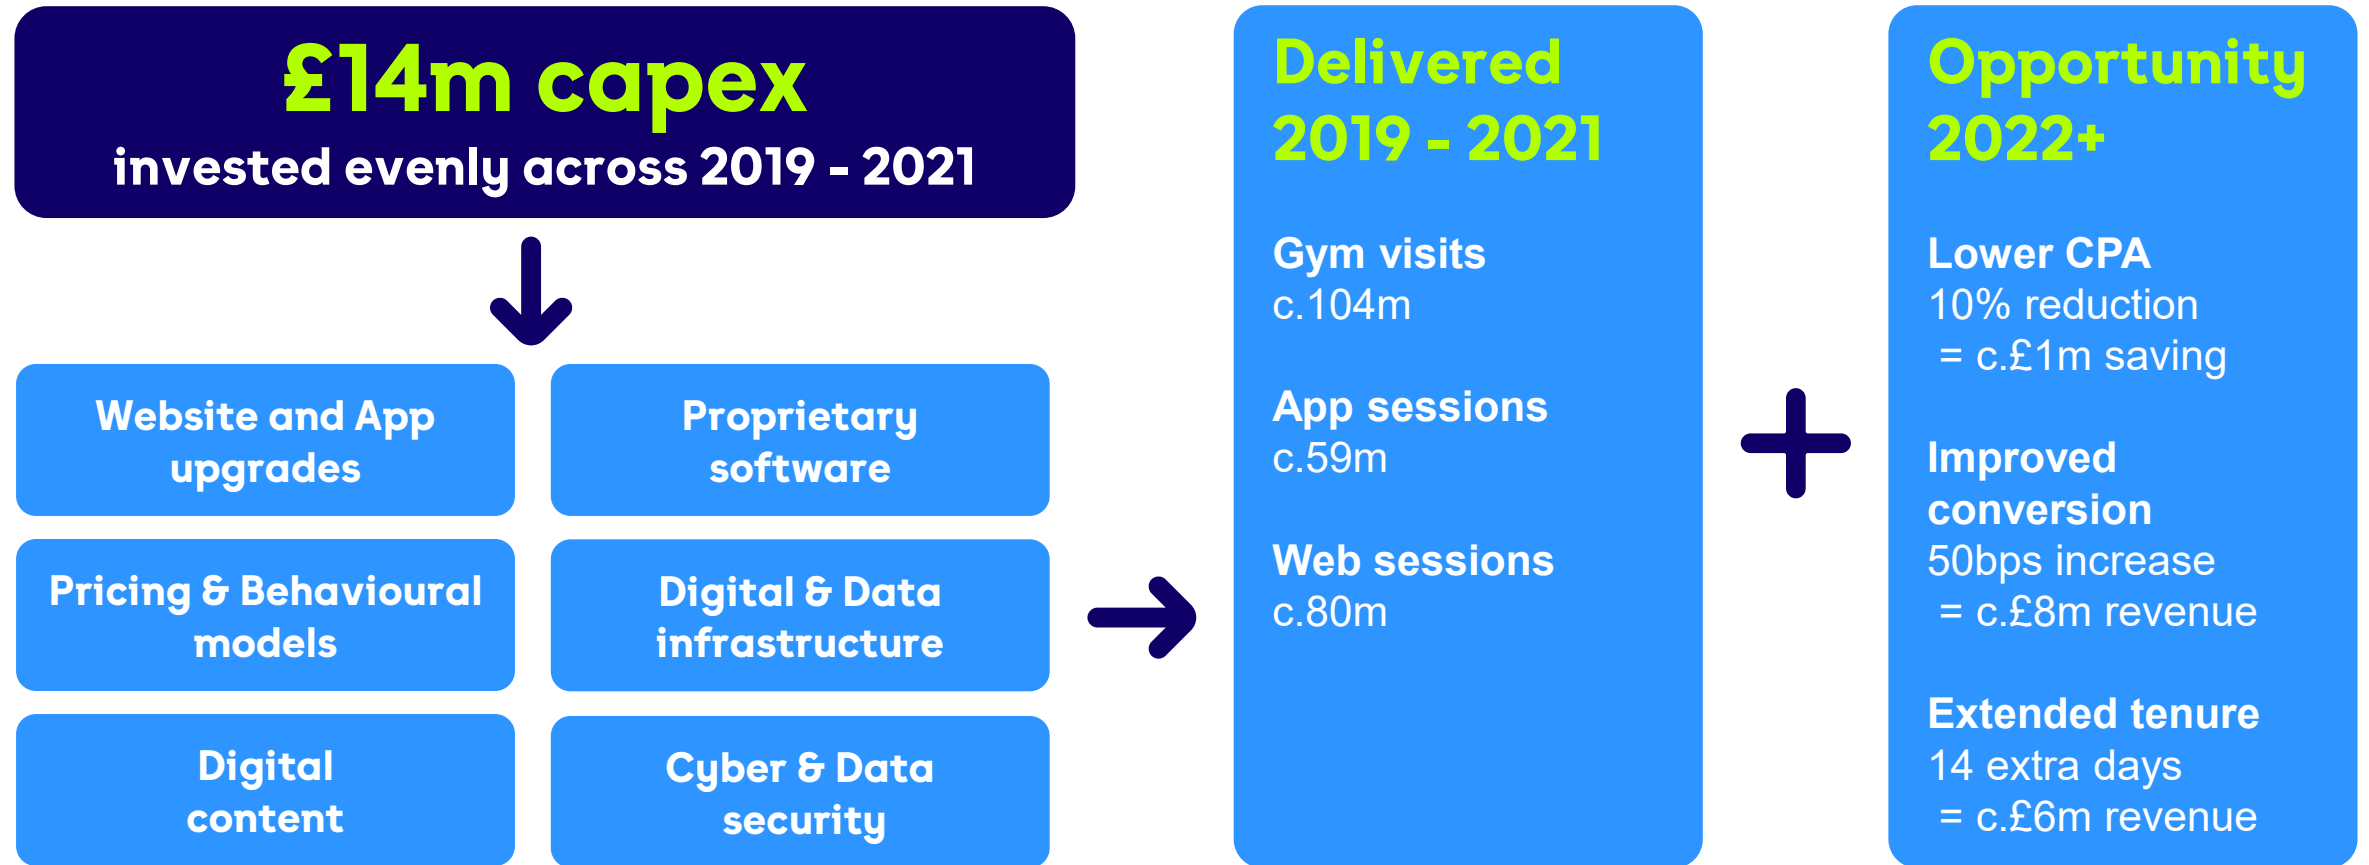 £14m capex
invested evenly across 2019 - 2021
Website and App
upgrades
Proprietary
software
Pricing & Behavioural
models
Digital & Data
infrastructure
Digital
content
Cyber & Data
security
Delivered
2019 - 2021
Gym visits
c.104m
App sessions
c.59m
Web sessions
c.80m
Opportunity
2022+
Lower CPA
10% reduction
= c.£1m saving
Improved
conversion
50bps increase
= c.£8m revenue
Extended tenure
14 extra days
= c.£6m revenue